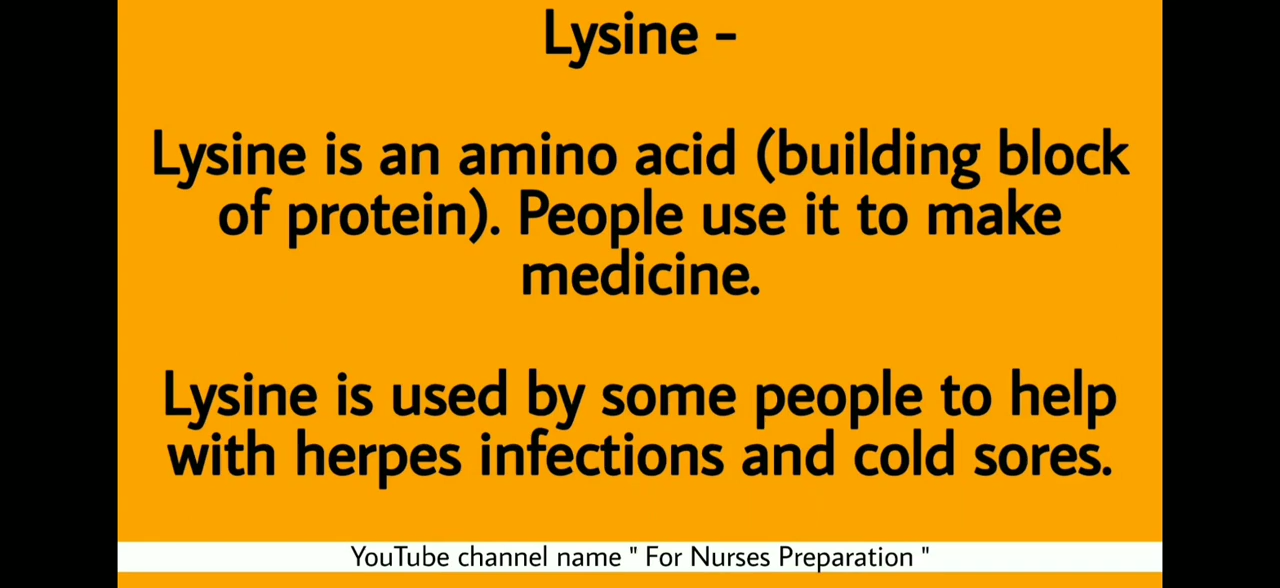 Lysine -
Lysine is an amino acid (building block
of protein). People use it to make
medicine.
Lysine is used by some people to help
with herpes infections and cold sores.
YouTube channel name " For Nurses Preparation "